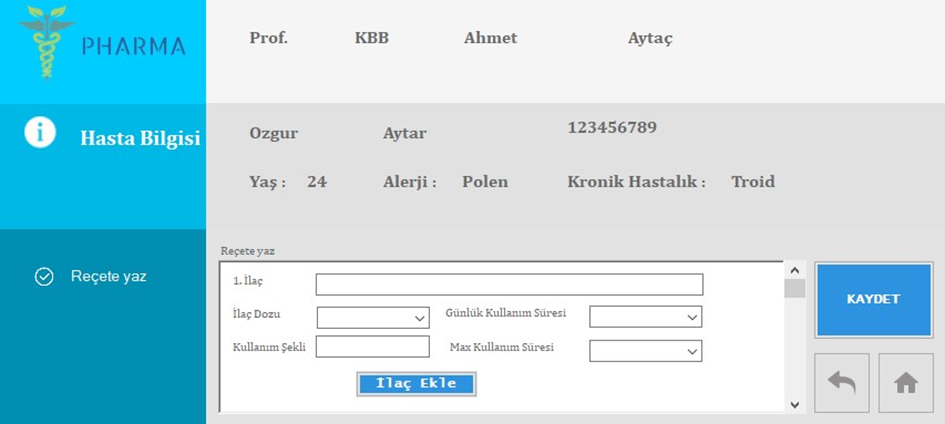 PHARMA
Prof. KBB Ahmet Aytaç
i Hasta Bilgisi
Ozgur Aytar 123456789
Yaş : 24 Alerji : Polen Kronik Hastalık : Troid
Reçete yaz
Reçete yaz
1. İlaç
İlaç Dozu Günlük Kullanım Süresi
Kullanım Şekli Max Kullanım Süresi
İlaç Ekle
KAYDET